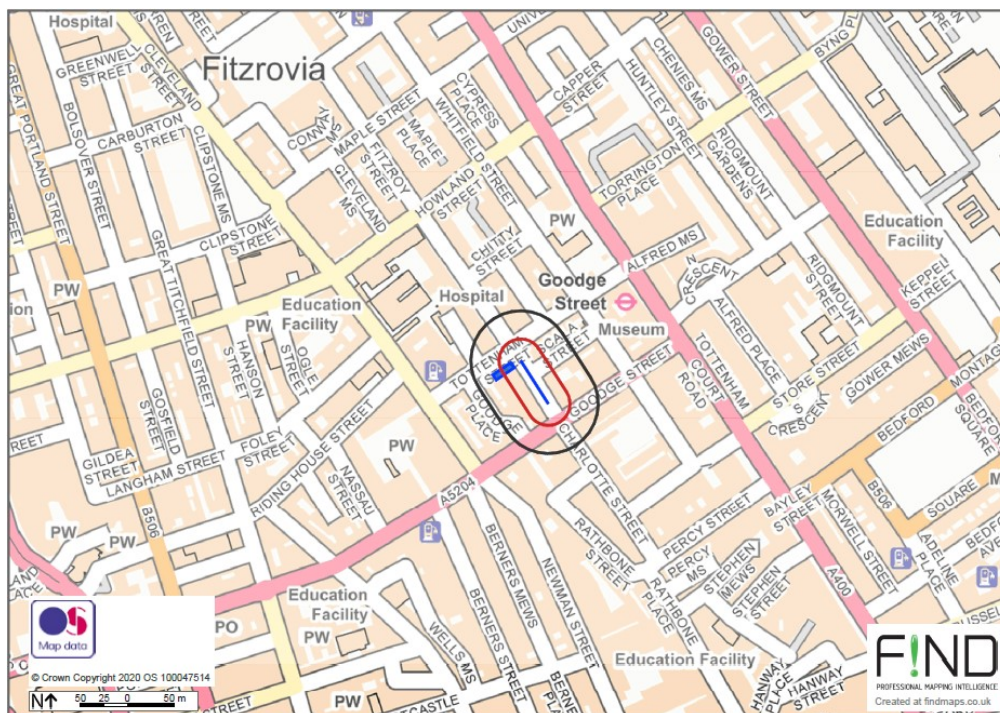 Hospital
GREENWELL
STREET
CLEVELAND
Fitzrovia
GREAT PORTLAND STREET
BOLSOVER STREET
CARBURTON
STREET
CLIPSTONE MS
CONWAY
MS
MAPLE STREET
MAPLE
PLACE
FITZROY
STREET
CLEVELAND
MS
CYPRESS
PLACE
WHITFIELD STREET
HOWLAND
STREET
CAPPER
STREET
HUNTLEY STREET
CHENIES MS
GOWER STREET
BYNG PL
TORRINGTON
PLACE
RIDGMOUNT
GARDENS
CLIPSTONE
STREET
GREAT TITCHFIELD STREET
CHITTY
STREET
PW
ALFRED MS
Education
Facility
KEPPEL
STREET
RIDGMOUNT
STREET
N
CRESCENT
ALFRED PLACE
Goodge
Street
Museum
Hospital
Education
Facility
PW
PW
HANSON
STREET
OGLE
STREET
TOTTENHAM
STREET
SCALA
STREET
GOODGE STREET
GOODGE
PLACE
TOTTENHAM
COURT
ROAD
STORE STREET
GOWER MEWS
CRESCENT
BEDFORD
SQUARE
MONTAG
BEDFORD
SQUARE
GOSFIELD
STREET
GILDEA
STREET
LANGHAM STREET
FOLEY
STREET
RIDING HOUSE STREET
NASSAU
STREET
PW
A5204
CHARLOTTE STREET
RATHBONE
STREET
PERCY STREET
PERCY
MS
STEPHEN
MEWS
STEPHEN
STREET
BAYLEY
STREET
MORWELL STREET
B506
ADELINE
PLACE
A400
B506
PW
PW
BERNERS MEWS
NEWMAN STREET
BERNERS STREET
RATHBONE
PLACE
WELLS MS
Education
Facility
PW
PO
Education Facility
HANWAY
PLACE
HANWAY
STREET
PW
OS
Map data
© Crown Copyright 2020 OS 100047514
N 50 25 0 50 m
F!ND
PROFESSIONAL MAPPING INTELLIGENCE
Created at findmaps.co.uk